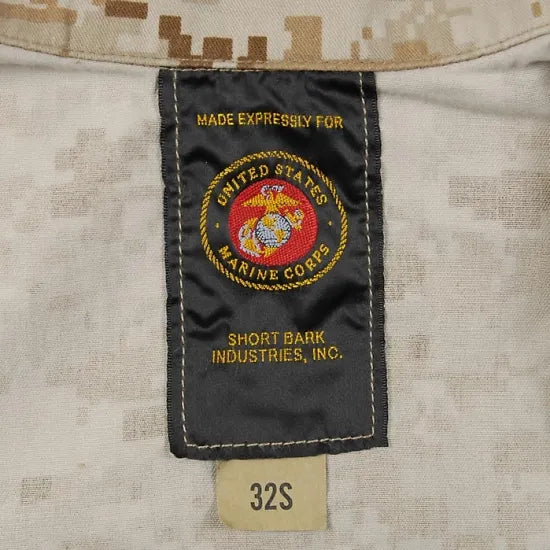 MADE EXPRESSLY FOR
UNITED STATES
MARINE CORPS
SHORT BARK
INDUSTRIES, INC.
32S